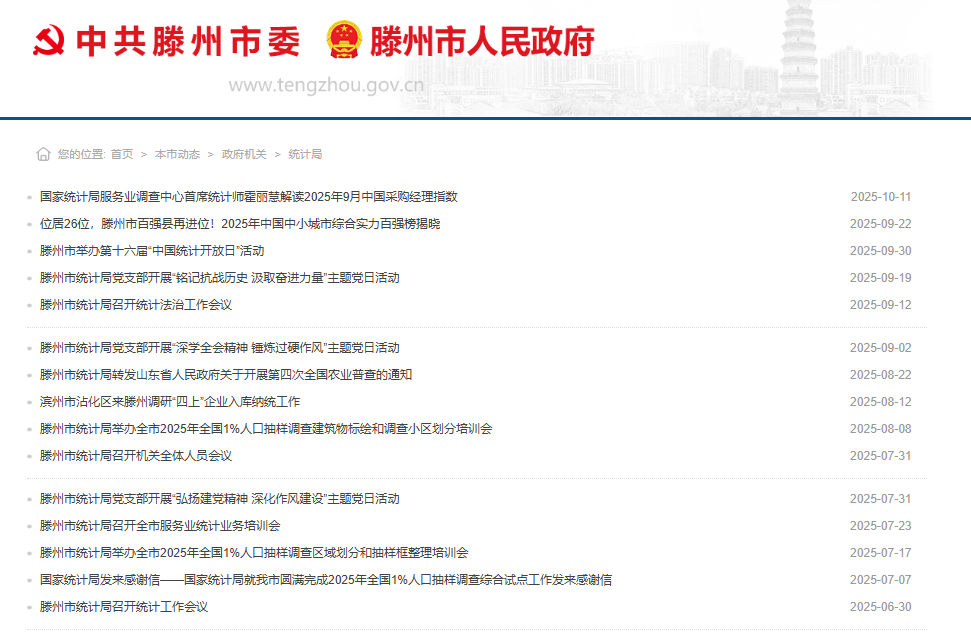 中共滕州市委 滕州市人民政府
www.tengzhou.gov.cn
您的位置: 首页 > 本市动态 > 政府机关 > 统计局
国家统计局服务业调查中心首席统计师霍丽慧解读2025年9月中国采购经理指数 2025-10-11
位居26位，滕州市百强县再进位！2025年中国中小城市综合实力百强榜揭晓 2025-09-22
滕州市举办第十六届“中国统计开放日”活动 2025-09-30
滕州市统计局党支部开展“铭记抗战历史 汲取奋进力量”主题党日活动 2025-09-19
滕州市统计局召开统计法治工作会议 2025-09-12
滕州市统计局党支部开展“深学全会精神 锤炼过硬作风”主题党日活动 2025-09-02
滕州市统计局转发山东省人民政府关于开展第四次全国农业普查的通知 2025-08-22
滨州市沾化区来滕州调研“四上”企业入库纳统工作 2025-08-12
滕州市统计局举办全市2025年全国1%人口抽样调查建筑物标绘和调查小区划分培训会 2025-08-08
滕州市统计局召开机关全体人员会议 2025-07-31
滕州市统计局党支部开展“弘扬建党精神 深化作风建设”主题党日活动 2025-07-31
滕州市统计局召开全市服务业统计业务培训会 2025-07-23
滕州市统计局举办全市2025年全国1%人口抽样调查区域划分和抽样框整理培训会 2025-07-17
国家统计局发来感谢信——国家统计局就我市圆满完成2025年全国1%人口抽样调查综合试点工作发来感谢信 2025-07-07
滕州市统计局召开统计工作会议 2025-06-30